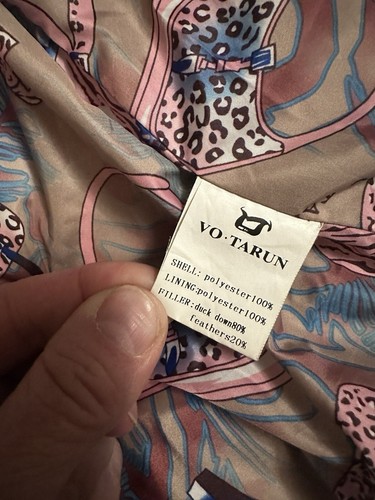 VO·TARUN
SHELL: polyester100%
LINING:polyester100%
FILLER:duck down80%
feathers20%